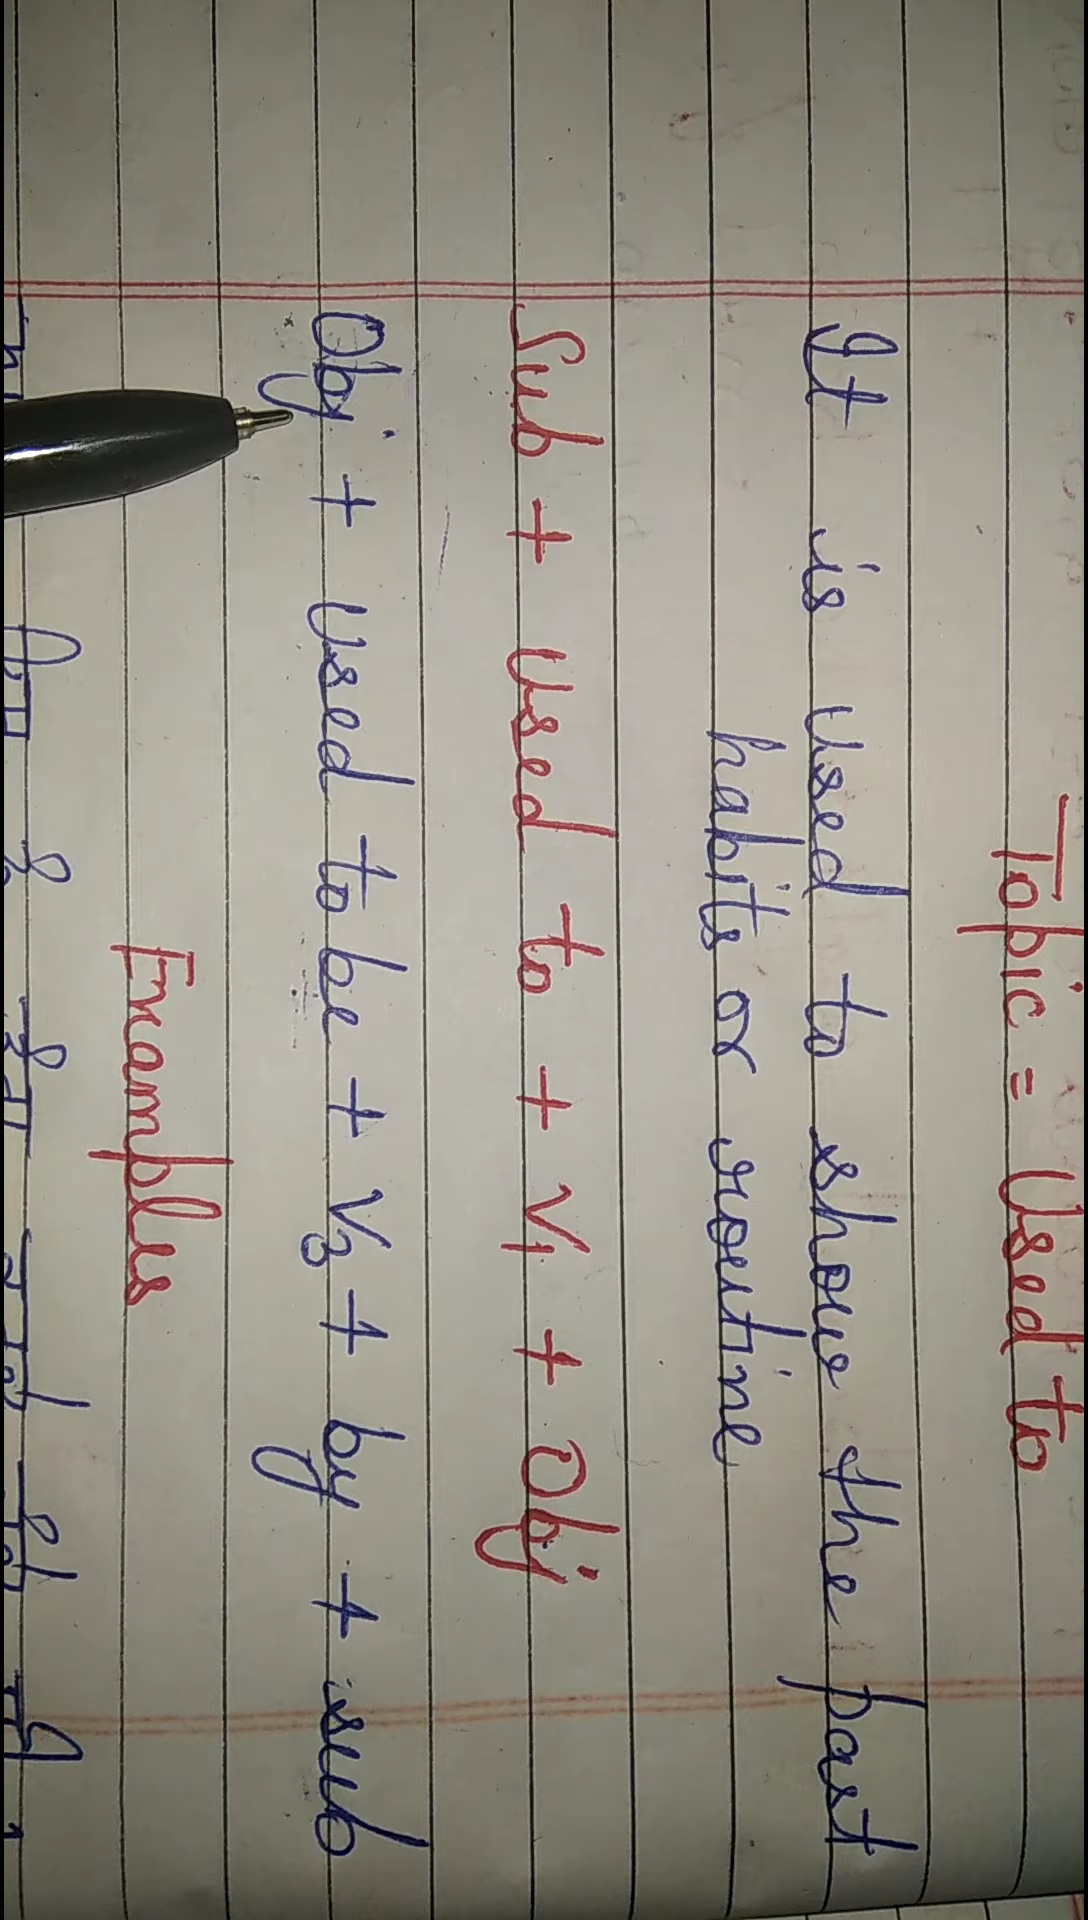 Topic = Used to
It is used to show the past
habits or routine
Sub + used to + V1 + Obj
Obj + used to be + V3 + by + sub
Examples